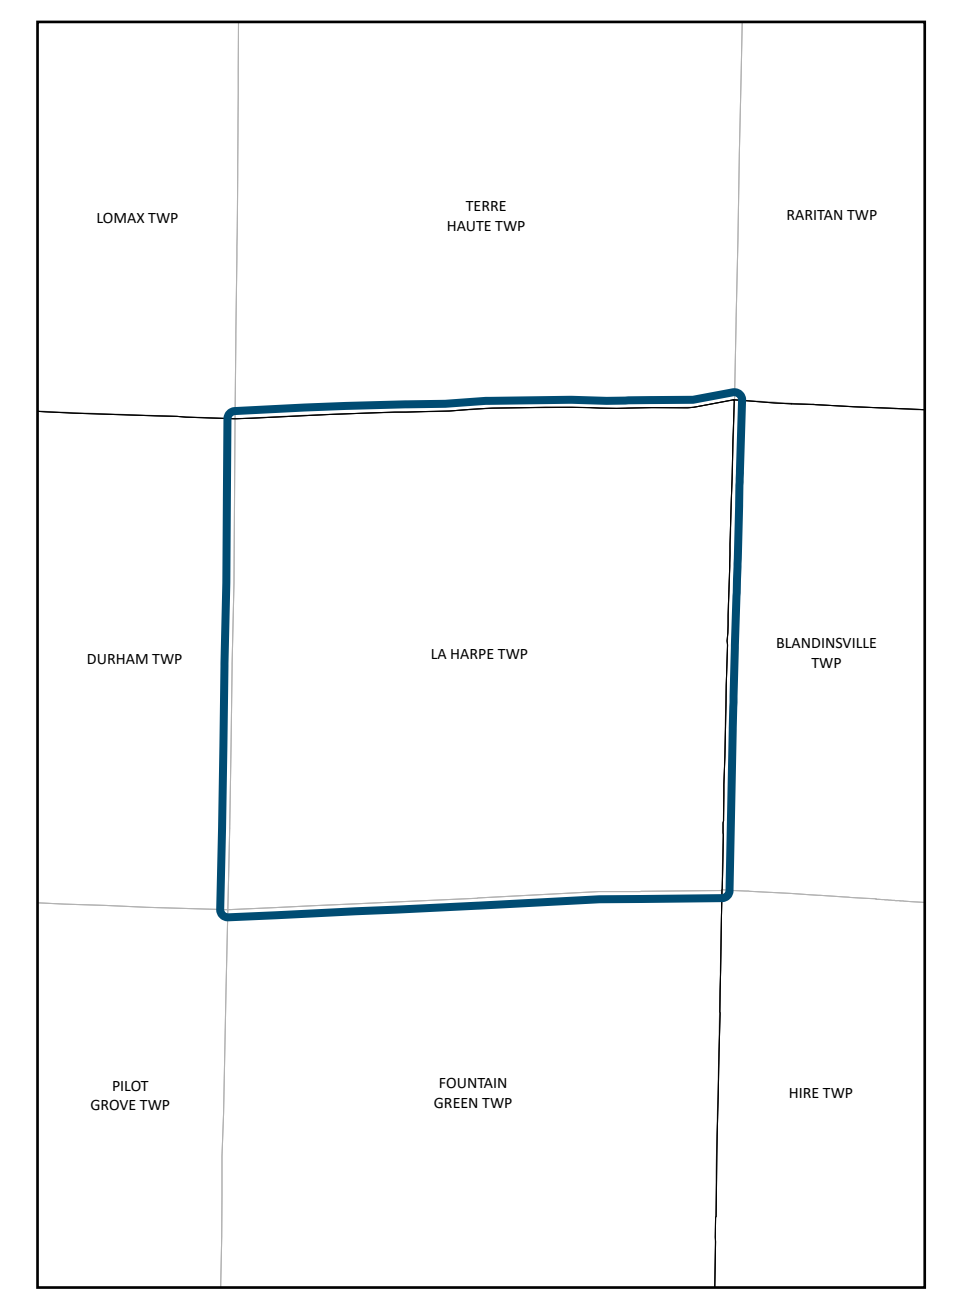 LOMAX TWP
TERRE
HAUTE TWP
RARITAN TWP
DURHAM TWP
LA HARPE TWP
BLANDINSVILLE
TWP
PILOT
GROVE TWP
FOUNTAIN
GREEN TWP
HIRE TWP